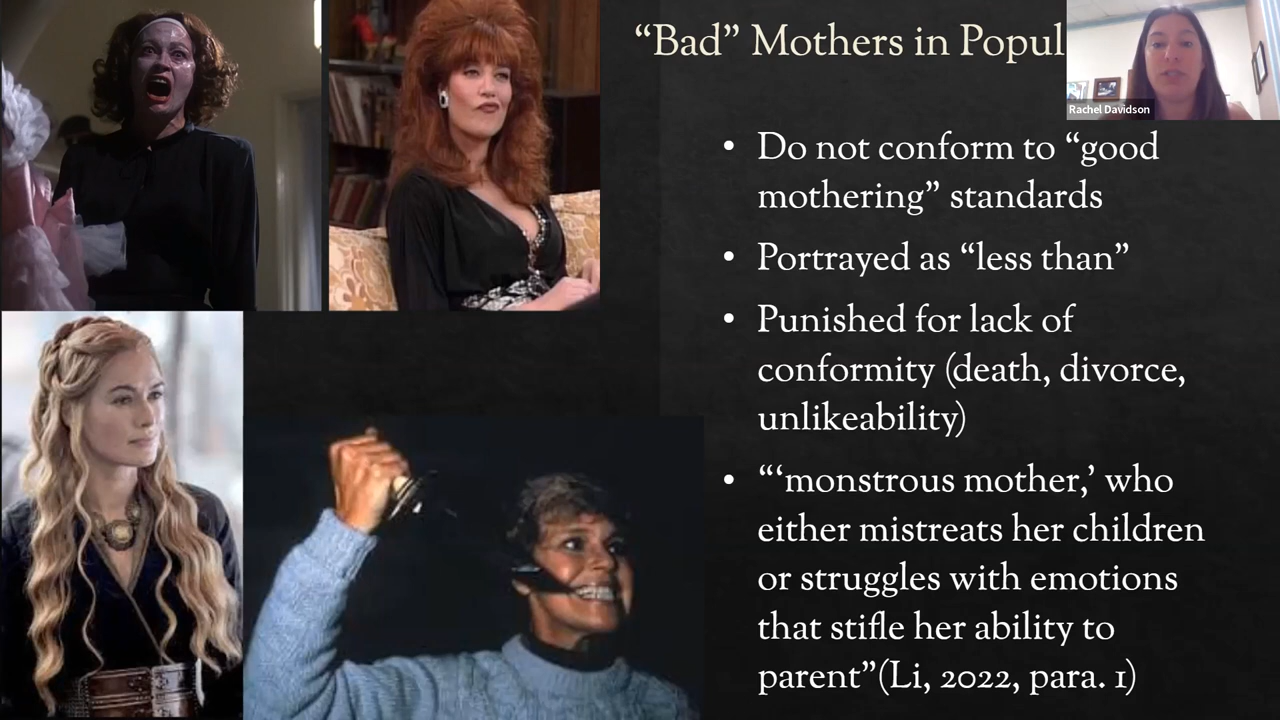 “Bad” Mothers in Popul
Rachel Davidson
• Do not conform to “good
mothering” standards
• Portrayed as “less than”
• Punished for lack of
conformity (death, divorce,
unlikeability)
• “‘monstrous mother,’ who
either mistreats her children
or struggles with emotions
that stifle her ability to
parent”(Li, 2022, para. 1)